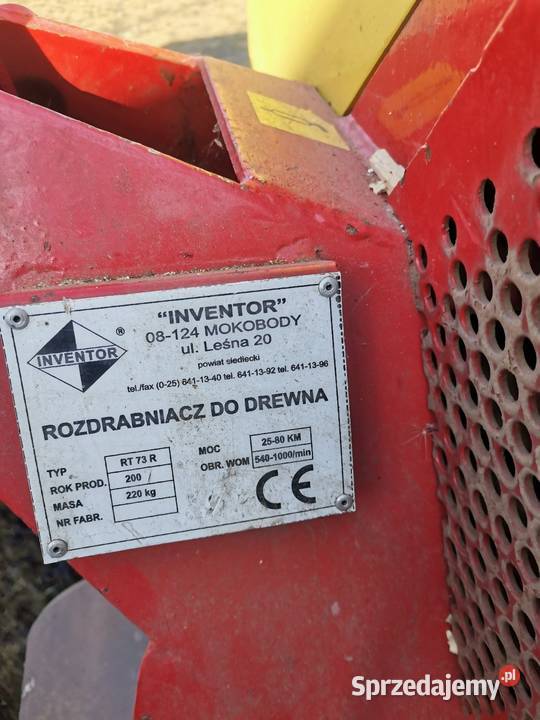 "INVENTOR"
08-124 MOKOBODY
ul. Leśna 20
powiat siedlecki
tel./fax (0-25) 641-13-40 tel. 641-13-92 tel. 641-13-96
INVENTOR ®
ROZDRABNIACZ DO DREWNA
TYP RT 73 R MOC 25-80 KM
ROK PROD. 200 OBR. WOM 540-1000/min
MASA 220 kg
NR FABR.
CE
Sprzedajemy.pl